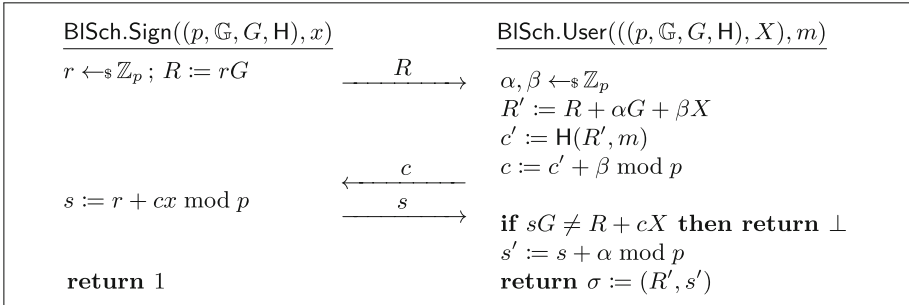 BlSch.Sign((p, 𝔾, G, H), x) BlSch.User(((p, 𝔾, G, H), X), m)
r ←$ ℤp ; R := rG
R
α, β ←$ ℤp
R′ := R + αG + βX
c′ := H(R′, m)
c := c′ + β mod p
c
s := r + cx mod p
s
if sG ≠ R + cX then return ⊥
s′ := s + α mod p
return 1 return σ := (R′, s′)